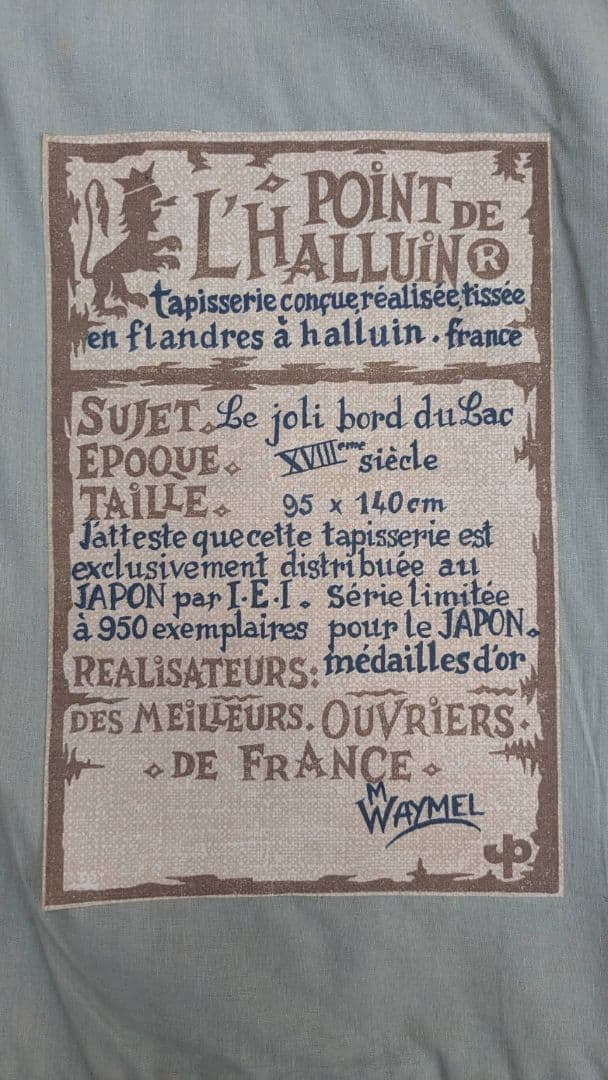 POINT DE
L'HALLUIN®
tapisserie conçue, réalisée, tissée
en flandres à halluin. france
SUJET. Le joli bord du Lac
EPOQUE. XVIIIeme siècle
TAILLE. 95 x 140 cm
J'atteste que cette tapisserie est
exclusivement distribuée au
JAPON par I.E.I. Série limitée
à 950 exemplaires pour le JAPON.
REALISATEURS: médailles d'or
DES MEILLEURS. OUVRIERS.
DE FRANCE
M WAYMEL